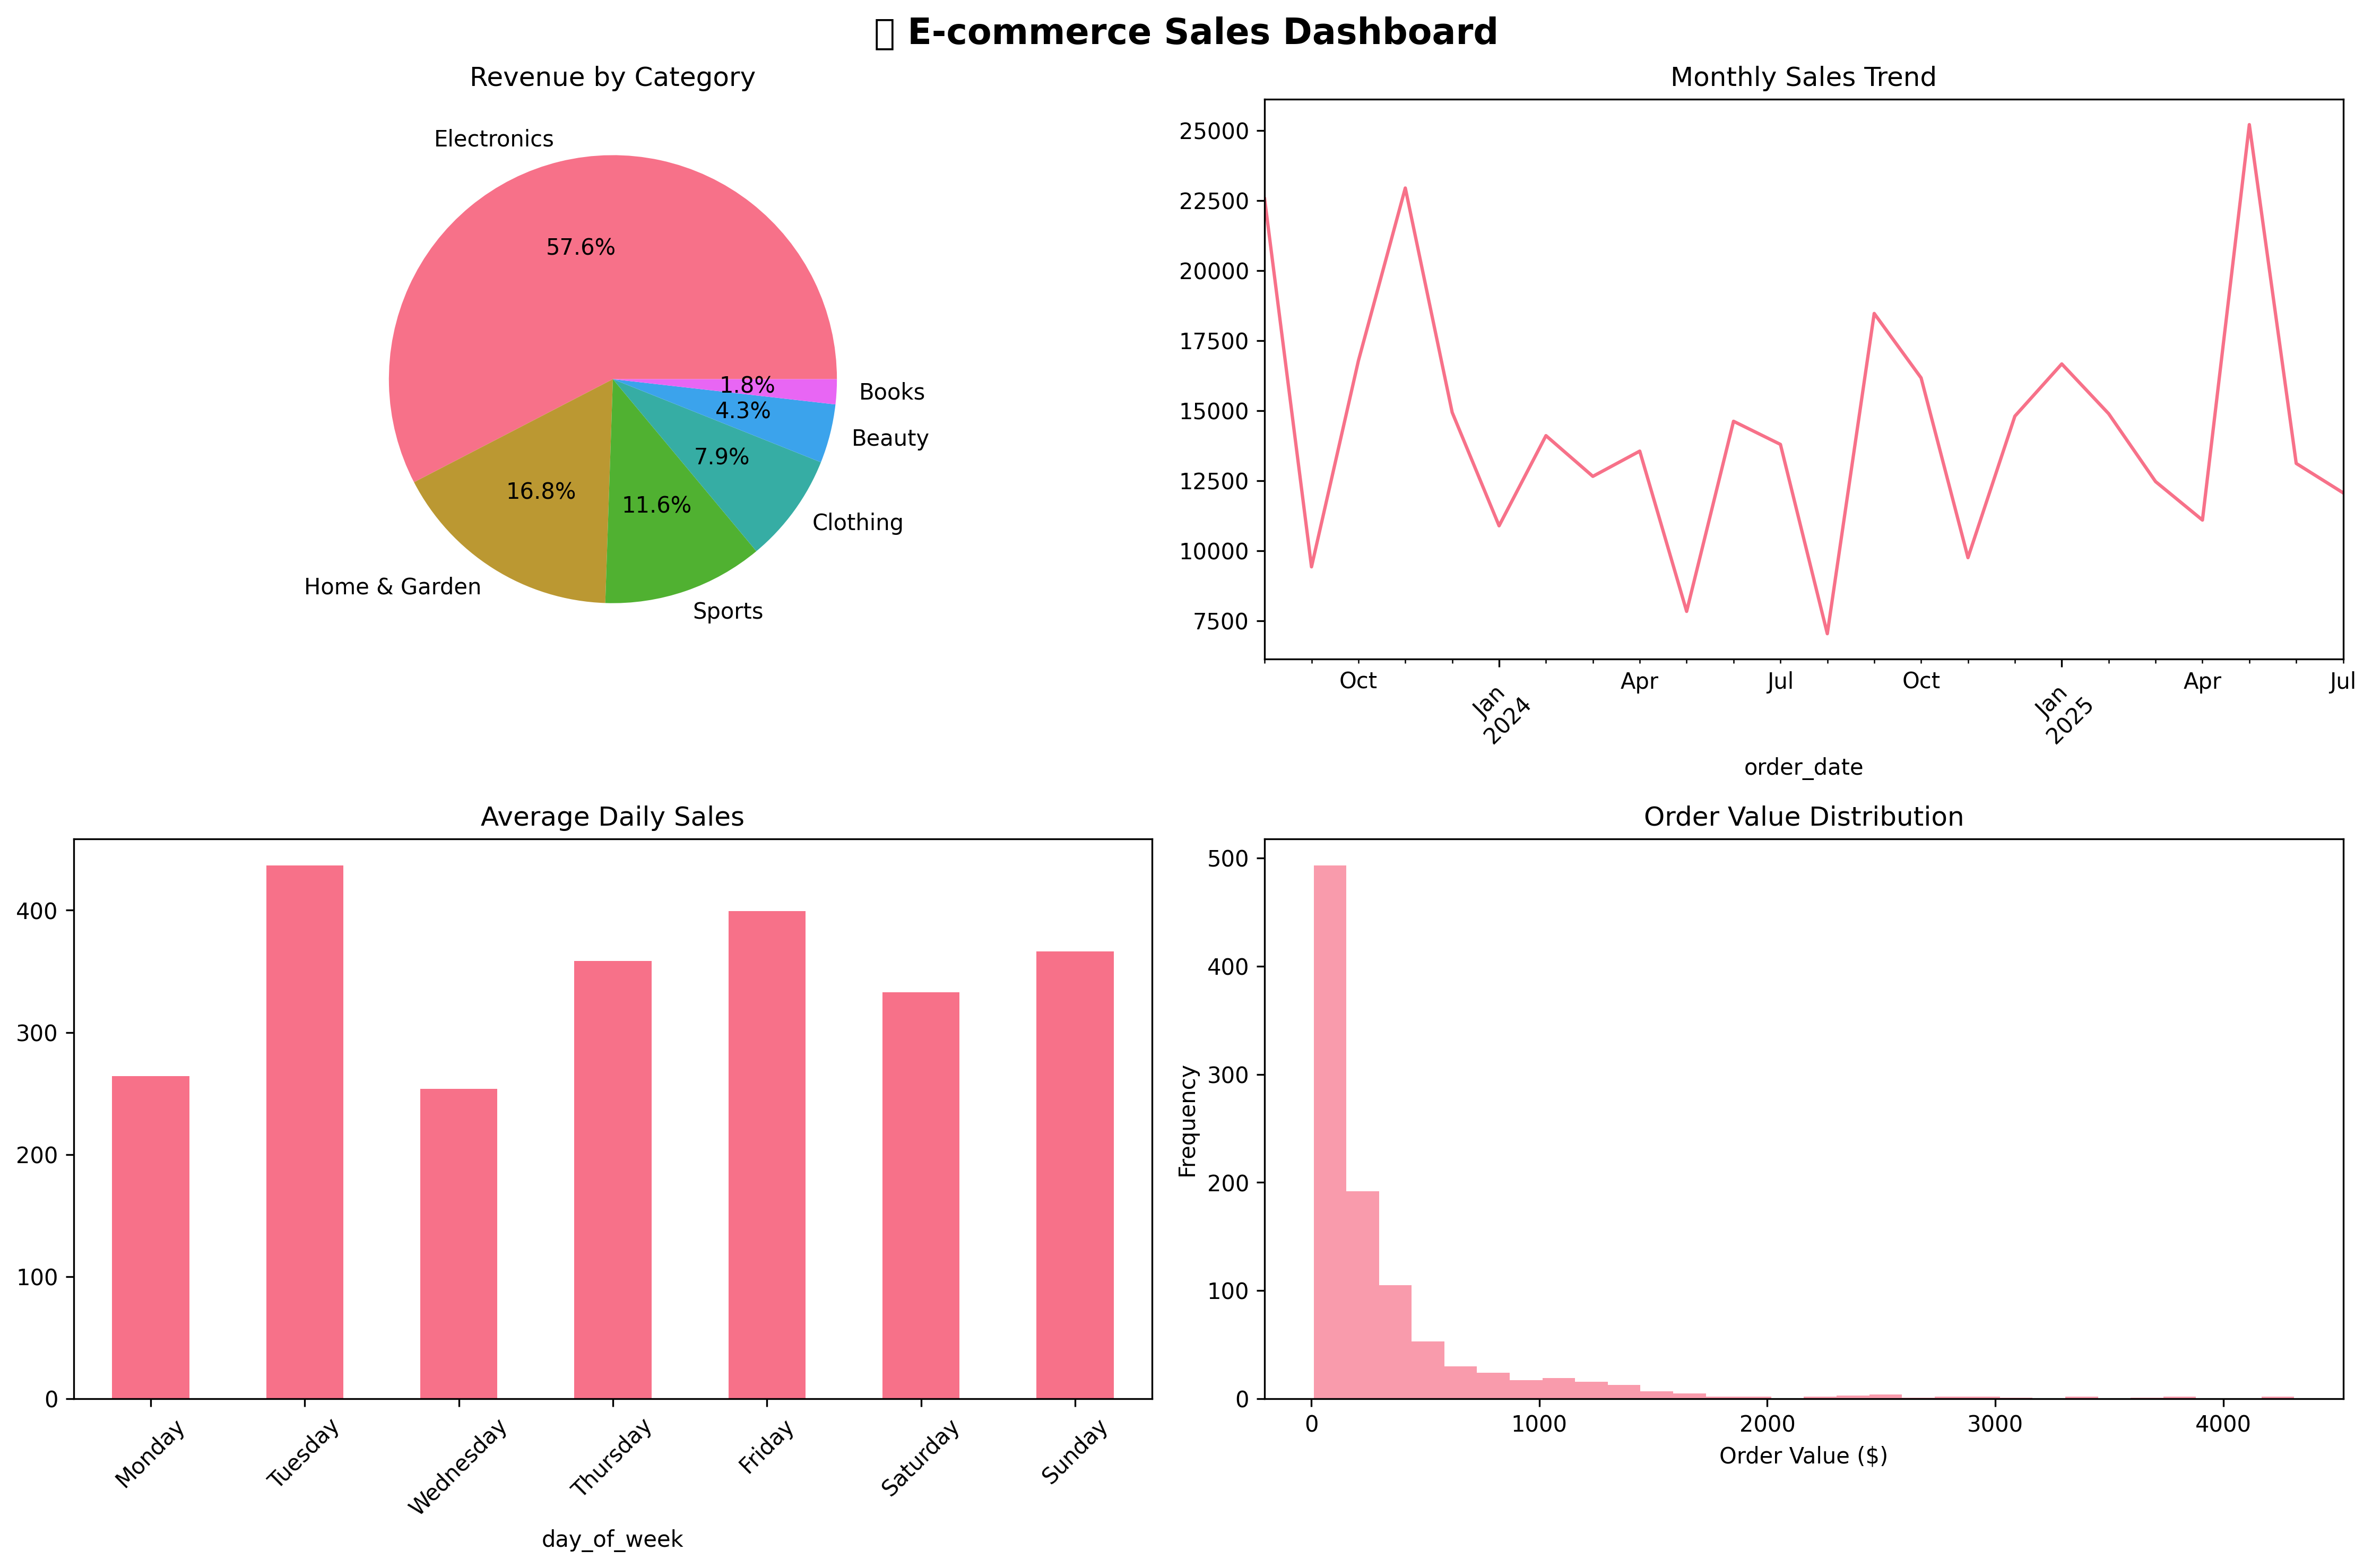 E-commerce Sales Dashboard
Revenue by Category
Electronics
57.6%
1.8%
Books
4.3%
Beauty
7.9%
16.8%
11.6%
Clothing
Home & Garden
Sports
Monthly Sales Trend
25000
22500
20000
17500
15000
12500
10000
7500
Oct
Jan
2024
Apr
Jul
Oct
Jan
2025
Apr
Jul
order_date
Average Daily Sales
400
300
200
100
0
Monday
Tuesday
Wednesday
Thursday
Friday
Saturday
Sunday
day_of_week
Order Value Distribution
500
400
300
200
100
0
Frequency
0
1000
2000
3000
4000
Order Value ($)